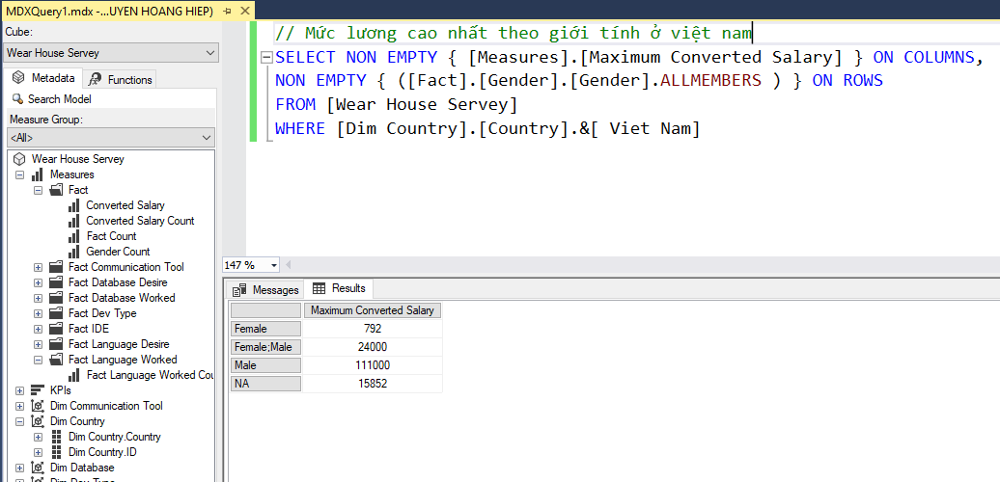 MDXQuery1.mdx -...UYEN HOANG HIEP)
Cube:
Wear House Servey
Metadata
Functions
Search Model
Measure Group:
<All>
Wear House Servey
Measures
Fact
Converted Salary
Converted Salary Count
Fact Count
Gender Count
Fact Communication Tool
Fact Database Desire
Fact Database Worked
Fact Dev Type
Fact IDE
Fact Language Desire
Fact Language Worked
Fact Language Worked Cou
KPIs
Dim Communication Tool
Dim Country
Dim Country.Country
Dim Country.ID
Dim Database
// Mức lương cao nhất theo giới tính ở việt nam
SELECT NON EMPTY { [Measures].[Maximum Converted Salary] } ON COLUMNS,
NON EMPTY { ([Fact].[Gender].[Gender].ALLMEMBERS ) } ON ROWS
FROM [Wear House Servey]
WHERE [Dim Country].[Country].&[ Viet Nam]
147 %
Messages
Results
Maximum Converted Salary
Female 792
Female;Male 24000
Male 111000
NA 15852